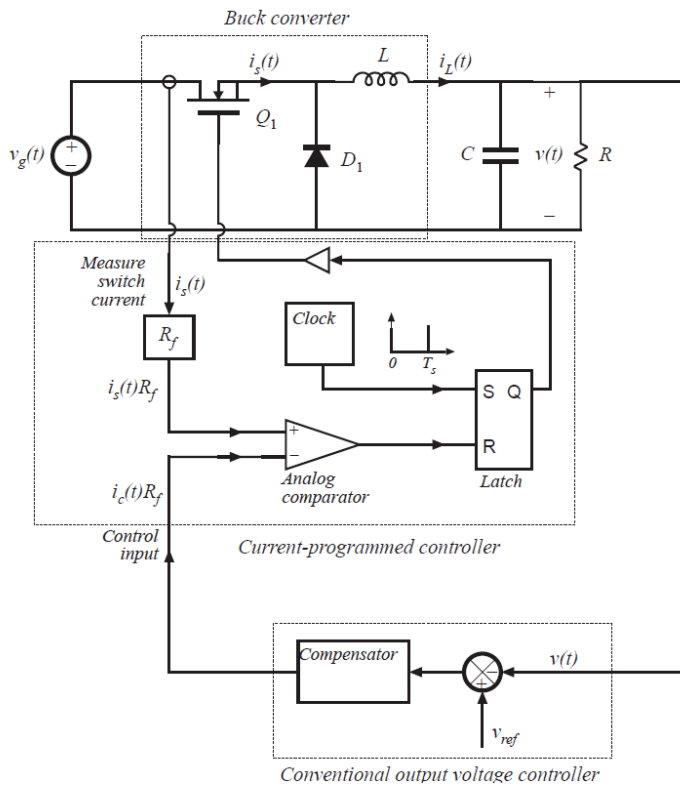 Buck converter
i_s(t)
L
i_L(t)
+
Q_1
v_g(t)
+
−
D_1
C
v(t)
R
−
Measure
switch
current
i_s(t)
Clock
R_f
0
T_s
i_s(t)R_f
S Q
+
−
R
Analog
comparator
Latch
i_c(t)R_f
Control
input
Current-programmed controller
Compensator
−
+
v(t)
v_ref
Conventional output voltage controller